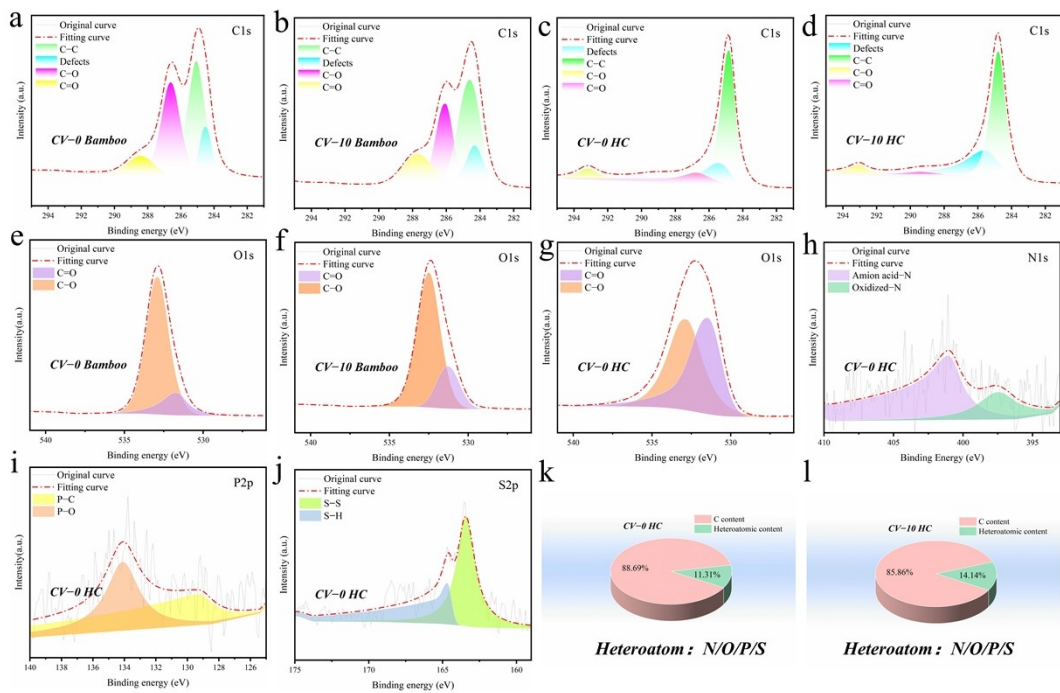 a
Original curve
Fitting curve
C−C
Defects
C−O
C=O
C1s
CV−0 Bamboo
Intensity (a.u.)
294 292 290 288 286 284 282
Binding energy (eV)
b
Original curve
Fitting curve
C−C
Defects
C−O
C=O
C1s
CV−10 Bamboo
Intensity (a.u.)
294 292 290 288 286 284 282
Binding energy (eV)
c
Original curve
Fitting curve
Defects
C−C
C−O
C=O
C1s
CV−0 HC
Intensity (a.u.)
294 292 290 288 286 284 282
Binding energy (eV)
d
Original curve
Fitting curve
Defects
C−C
C−O
C=O
C1s
CV−10 HC
Intensity (a.u.)
294 292 290 288 286 284 282
Binding energy (eV)
e
Original curve
Fitting curve
C=O
C−O
O1s
CV−0 Bamboo
Intensity(a.u.)
540 535 530
Binding energy (eV)
f
Original curve
Fitting curve
C=O
C−O
O1s
CV−10 Bamboo
Intensity(a.u.)
540 535 530
Binding energy (eV)
g
Original curve
Fitting curve
C=O
C−O
O1s
CV−0 HC
Intensity(a.u.)
540 535 530
Binding energy (eV)
h
Original curve
Fitting curve
Amion acid−N
Oxidized−N
N1s
CV−0 HC
Intensity(a.u.)
410 405 400 395
Binding Energy (eV)
i
Original curve
Fitting curve
P−C
P−O
P2p
CV−0 HC
Intensity(a.u.)
140 138 136 134 132 130 128 126
Binding energy (eV)
j
Original curve
Fitting curve
S−S
S−H
S2p
CV−0 HC
Intensity(a.u.)
175 170 165 160
Binding energy (eV)
k
CV−0 HC
C content
Heteroatomic content
88.69%
11.31%
Heteroatom： N/O/P/S
l
CV−10 HC
C content
Heteroatomic content
85.86%
14.14%
Heteroatom： N/O/P/S